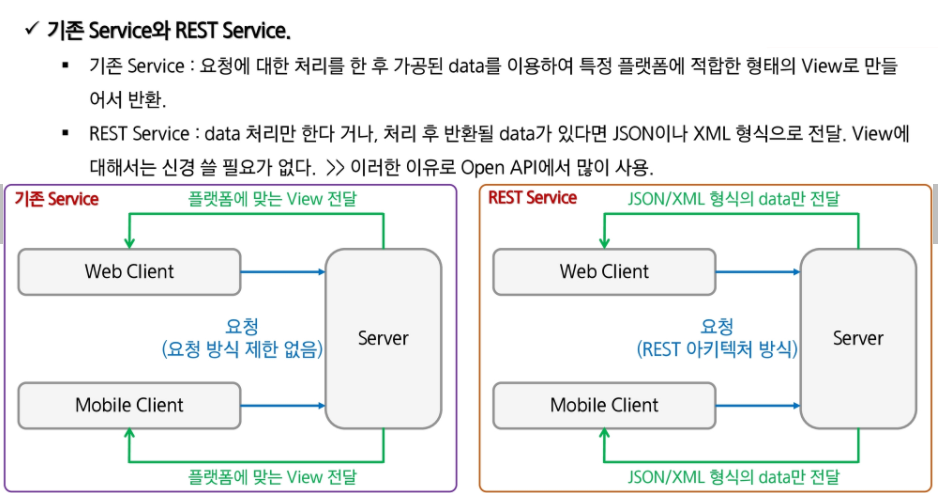 ✓ 기존 Service와 REST Service.
▪ 기존 Service : 요청에 대한 처리를 한 후 가공된 data를 이용하여 특정 플랫폼에 적합한 형태의 View로 만들
어서 반환.
▪ REST Service : data 처리만 한다 거나, 처리 후 반환될 data가 있다면 JSON이나 XML 형식으로 전달. View에
대해서는 신경 쓸 필요가 없다. >> 이러한 이유로 Open API에서 많이 사용.
기존 Service
플랫폼에 맞는 View 전달
Web Client
요청
(요청 방식 제한 없음)
Server
Mobile Client
플랫폼에 맞는 View 전달
REST Service
JSON/XML 형식의 data만 전달
Web Client
요청
(REST 아키텍처 방식)
Server
Mobile Client
JSON/XML 형식의 data만 전달